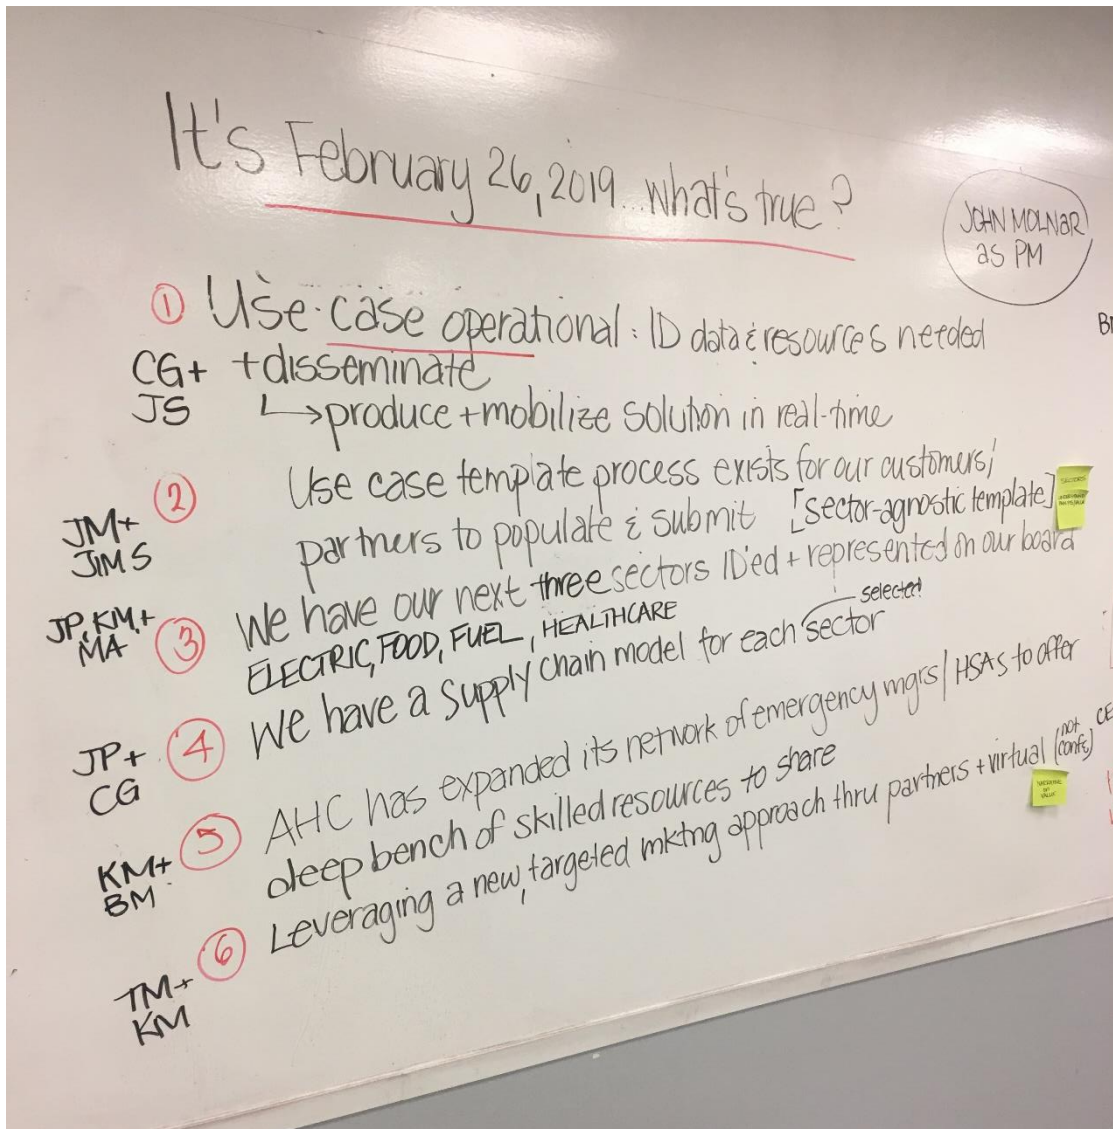 It's February 26, 2019... what's true?
JOHN MOLNAR
as PM
① Use case operational: ID data & resources needed
CG+ + disseminate
JS ↳ produce + mobilize solution in real-time
② Use case template process exists for our customers/
JM+ partners to populate & submit [sector-agnostic template]
JIM S
SECTORS
JP, KM, + ③ We have our next three sectors ID'ed + represented on our board
MA ELECTRIC, FOOD, FUEL, HEALTHCARE
selected
JP+ ④ We have a supply chain model for each sector
CG
KM+ ⑤ AHC has expanded its network of emergency mgrs/HSAs to offer
BM deep bench of skilled resources to share
TM+ ⑥ Leveraging a new, targeted mktng approach thru partners + virtual (not confs)
KM
VALUE
CE